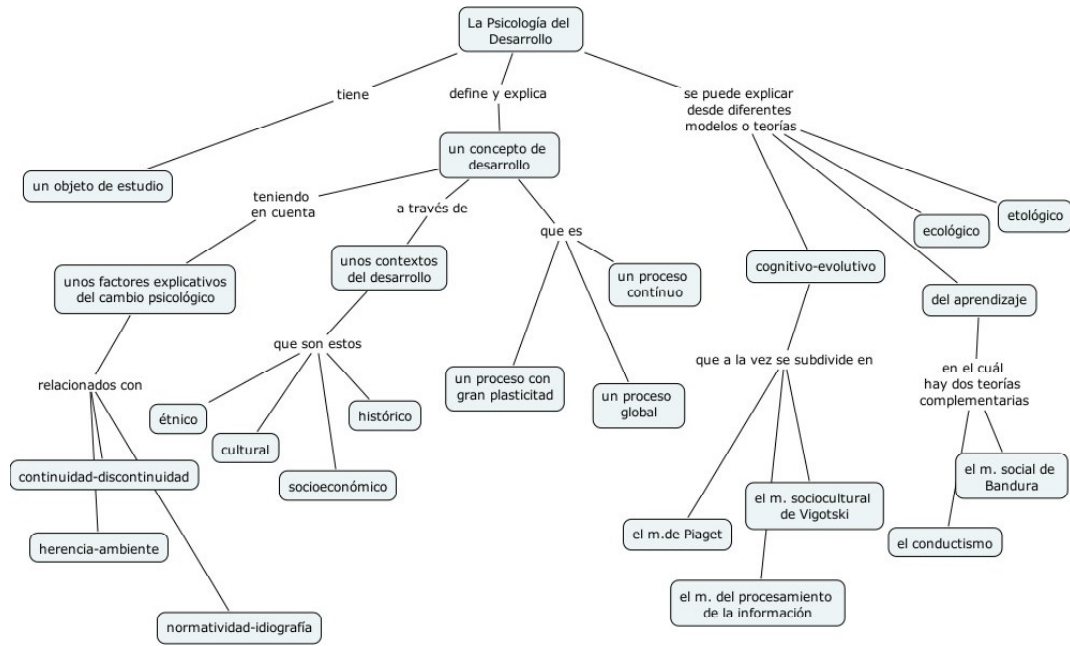 La Psicología del
Desarrollo
tiene
define y explica
se puede explicar
desde diferentes
modelos o teorías
un objeto de estudio
un concepto de
desarrollo
teniendo
en cuenta
a través de
que es
etológico
ecológico
unos factores explicativos
del cambio psicológico
unos contextos
del desarrollo
un proceso
contínuo
cognitivo-evolutivo
del aprendizaje
que son estos
relacionados con
un proceso con
gran plasticitad
un proceso
global
que a la vez se subdivide en
en el cuál
hay dos teorías
complementarias
étnico
cultural
histórico
socioeconómico
continuidad-discontinuidad
herencia-ambiente
normatividad-idiografía
el m.de Piaget
el m. sociocultural
de Vigotski
el m. del procesamiento
de la información
el m. social de
Bandura
el conductismo